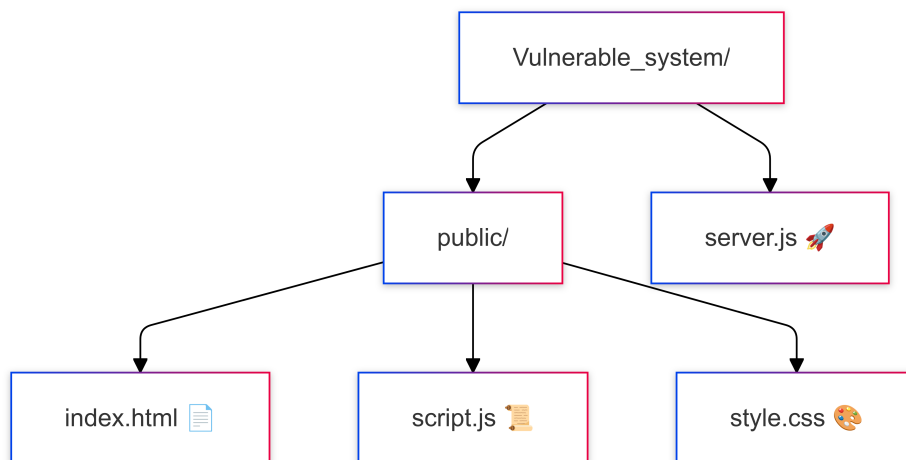 Vulnerable_system/
public/
server.js 🚀
index.html 📄
script.js 📜
style.css 🎨